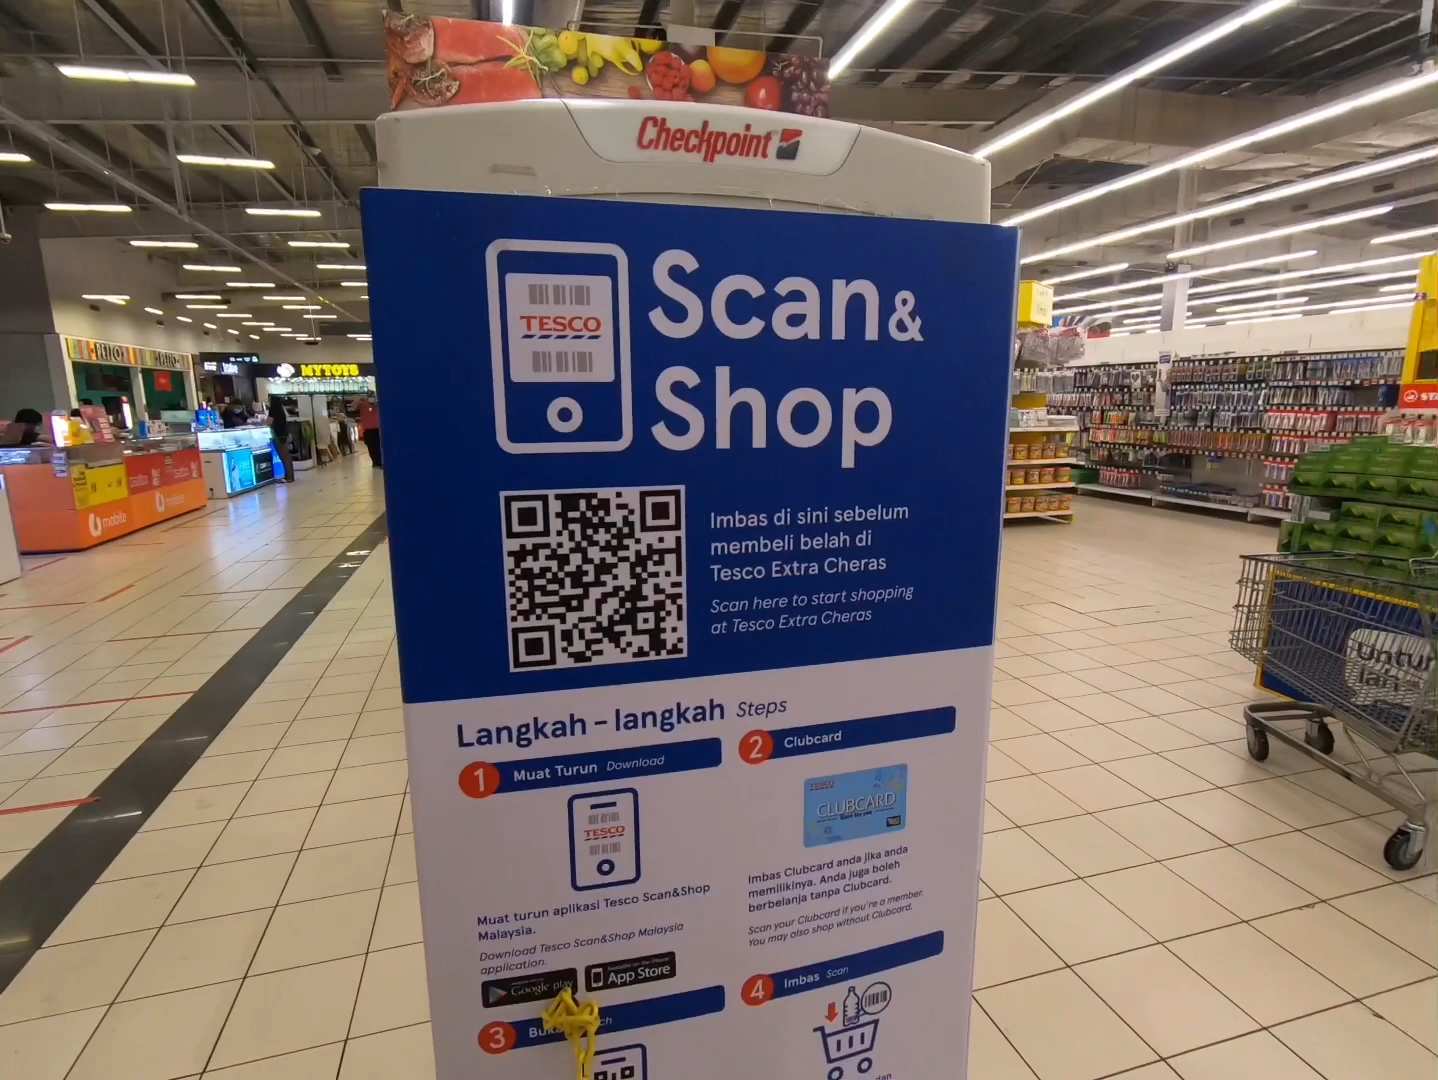 Checkpoint
Scan &
Shop
TESCO
Imbas di sini sebelum
membeli belah di
Tesco Extra Cheras
Scan here to start shopping
at Tesco Extra Cheras
Langkah - langkah Steps
1 Muat Turun Download
TESCO
Muat turun aplikasi Tesco Scan&Shop
Malaysia.
Download Tesco Scan&Shop Malaysia
application.
Google play
App Store
2 Clubcard
TESCO
CLUBCARD
Imbas Clubcard anda jika anda
memilikinya. Anda juga boleh
berbelanja tanpa Clubcard.
Scan your Clubcard if you're a member.
You may also shop without Clubcard.
3
4 Imbas Scan
MYTOYS
U mobile
U mobile